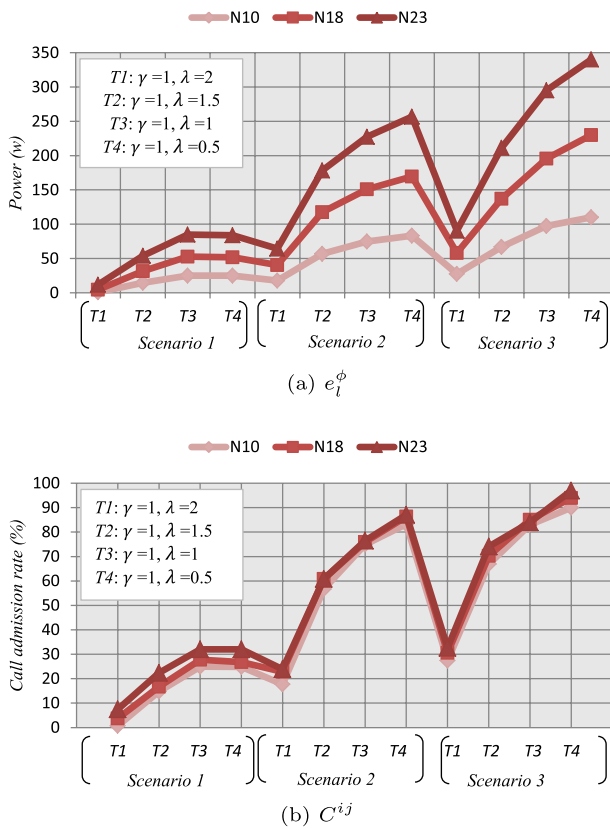 N10 N18 N23
350
300
250
200
150
100
50
0
Power (w)
T1: γ =1, λ =2
T2: γ =1, λ =1.5
T3: γ =1, λ =1
T4: γ =1, λ =0.5
T1 T2 T3 T4 T1 T2 T3 T4 T1 T2 T3 T4
Scenario 1 Scenario 2 Scenario 3
(a) e_l^ϕ
N10 N18 N23
100
90
80
70
60
50
40
30
20
10
0
Call admission rate (%)
T1: γ =1, λ =2
T2: γ =1, λ =1.5
T3: γ =1, λ =1
T4: γ =1, λ =0.5
T1 T2 T3 T4 T1 T2 T3 T4 T1 T2 T3 T4
Scenario 1 Scenario 2 Scenario 3
(b) C^{ij}